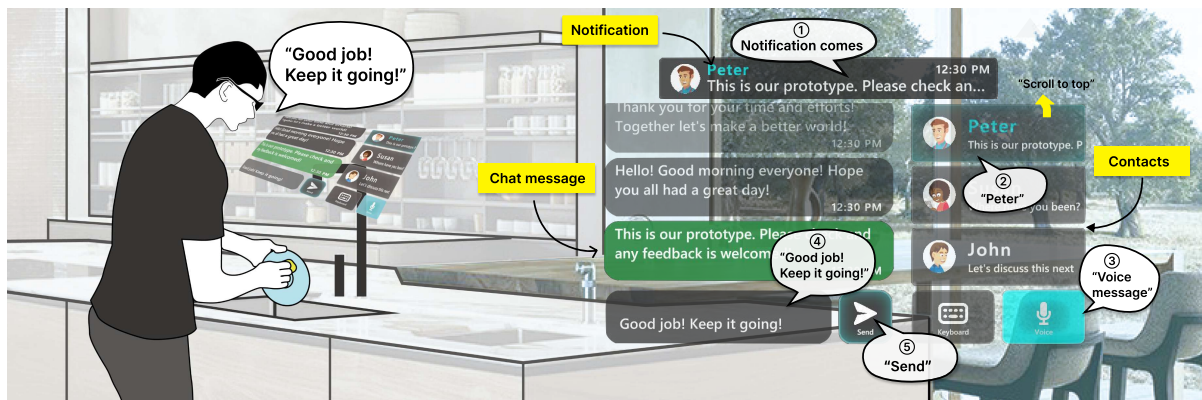 “Good job!
Keep it going!”
Notification
①
Notification comes
Peter
12:30 PM
This is our prototype. Please check an...
“Scroll to top”
Thank you for your time and efforts!
Together let's make a better world!
12:30 PM
Peter
This is our prototype. P
Contacts
Chat message
Hello! Good morning everyone! Hope
you all had a great day!
12:30 PM
②
“Peter”
you been?
This is our prototype.
and
any feedback is welcom
M
④
“Good job!
Keep it going!”
John
Let's discuss this next
③
“Voice
message”
Good job! Keep it going!
Send
Keyboard
Voice
⑤
“Send”
Peter
Susan
John